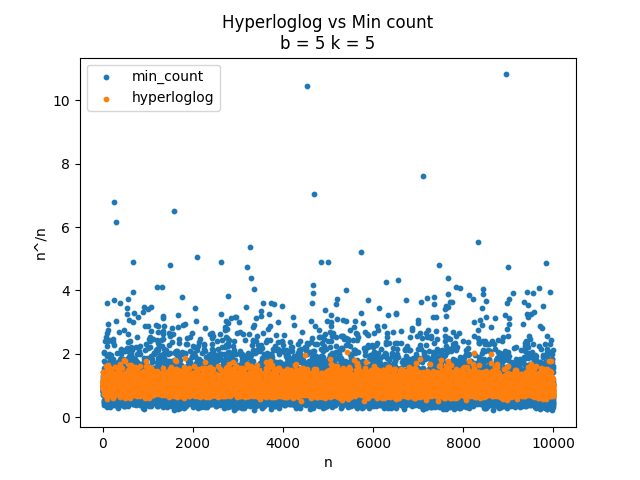 Hyperloglog vs Min count
b = 5 k = 5
min_count
hyperloglog
n^/n
10
8
6
4
2
0
0 2000 4000 6000 8000 10000
n